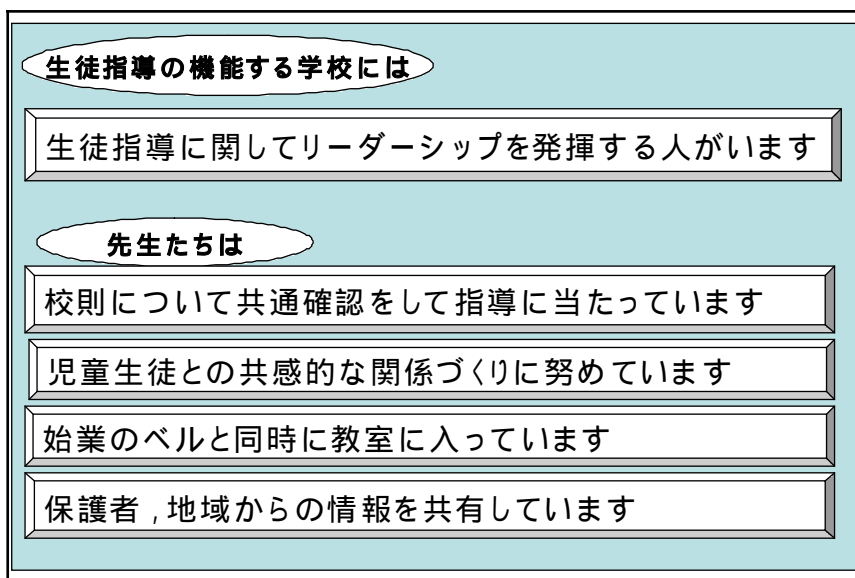 生徒指導の機能する学校には
生徒指導に関してリーダーシップを発揮する人がいます
先生たちは
校則について共通確認をして指導に当たっています
児童生徒との共感的な関係づくりに努めています
始業のベルと同時に教室に入っています
保護者,地域からの情報を共有しています